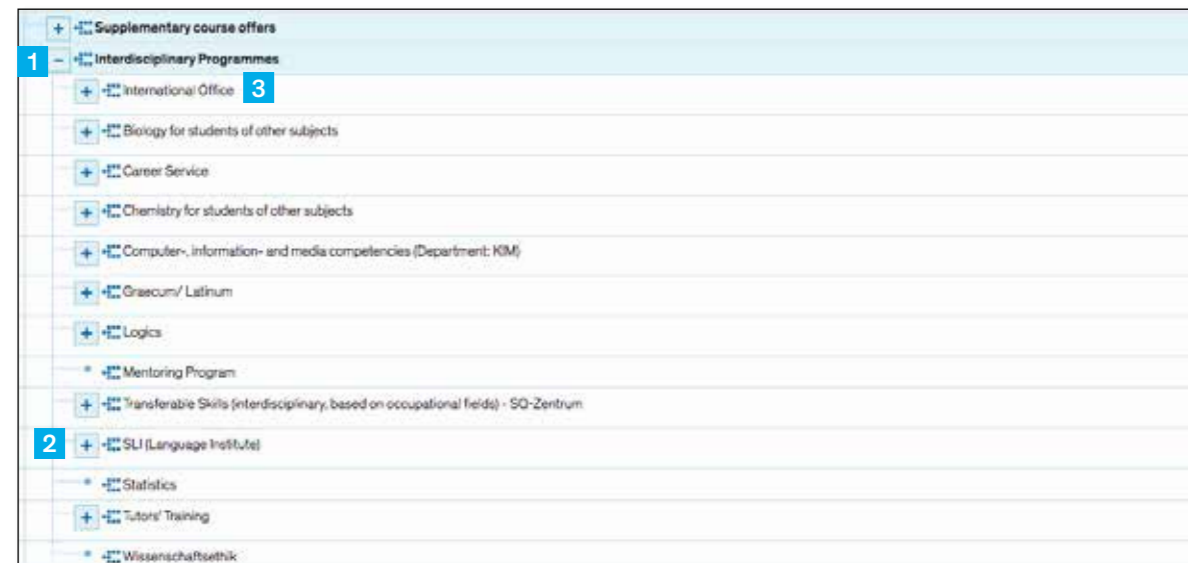 + Supplementary course offers
1 − Interdisciplinary Programmes
+ International Office 3
+ Biology for students of other subjects
+ Career Service
+ Chemistry for students of other subjects
+ Computer-, information- and media competencies (Department: KIM)
+ Graecum/ Latinum
+ Logics
Mentoring Program
+ Transferable Skills (interdisciplinary, based on occupational fields) - SQ-Zentrum
2 + SLI (Language Institute)
Statistics
+ Tutors' Training
Wissenschaftsethik